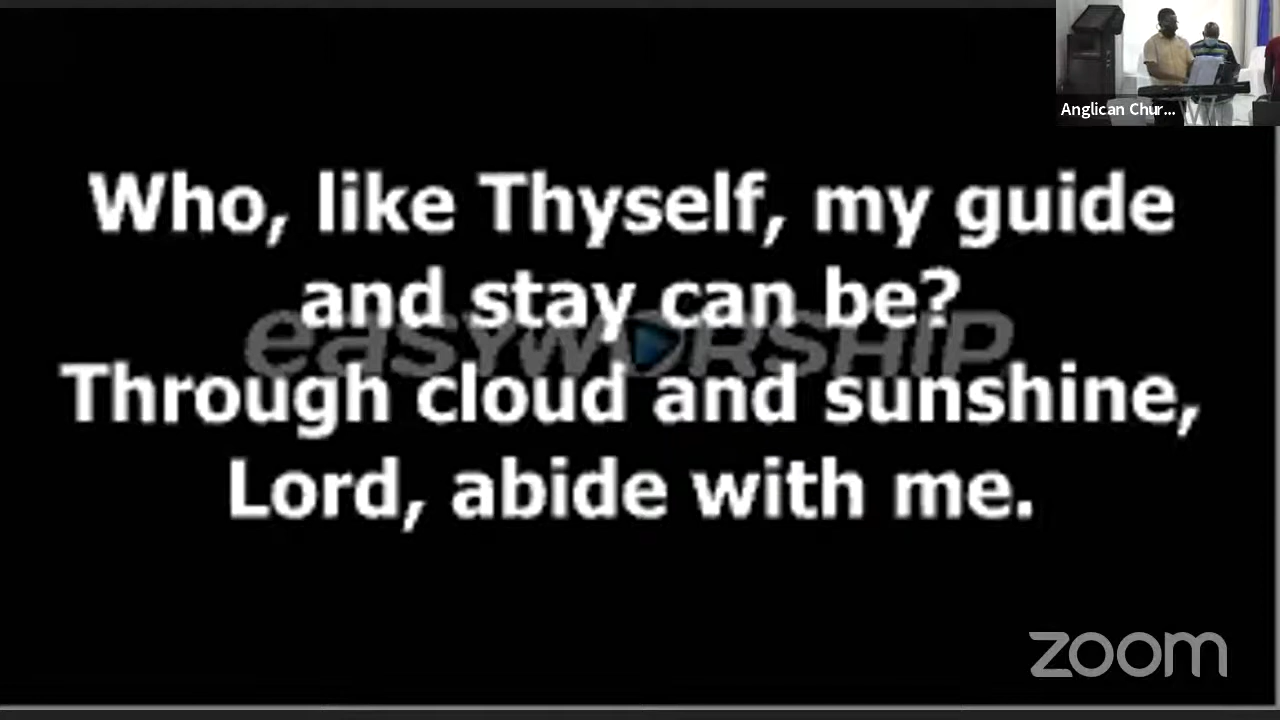 Anglican Chur...
Who, like Thyself, my guide
and stay can be?
easyworship
Through cloud and sunshine,
Lord, abide with me.
zoom